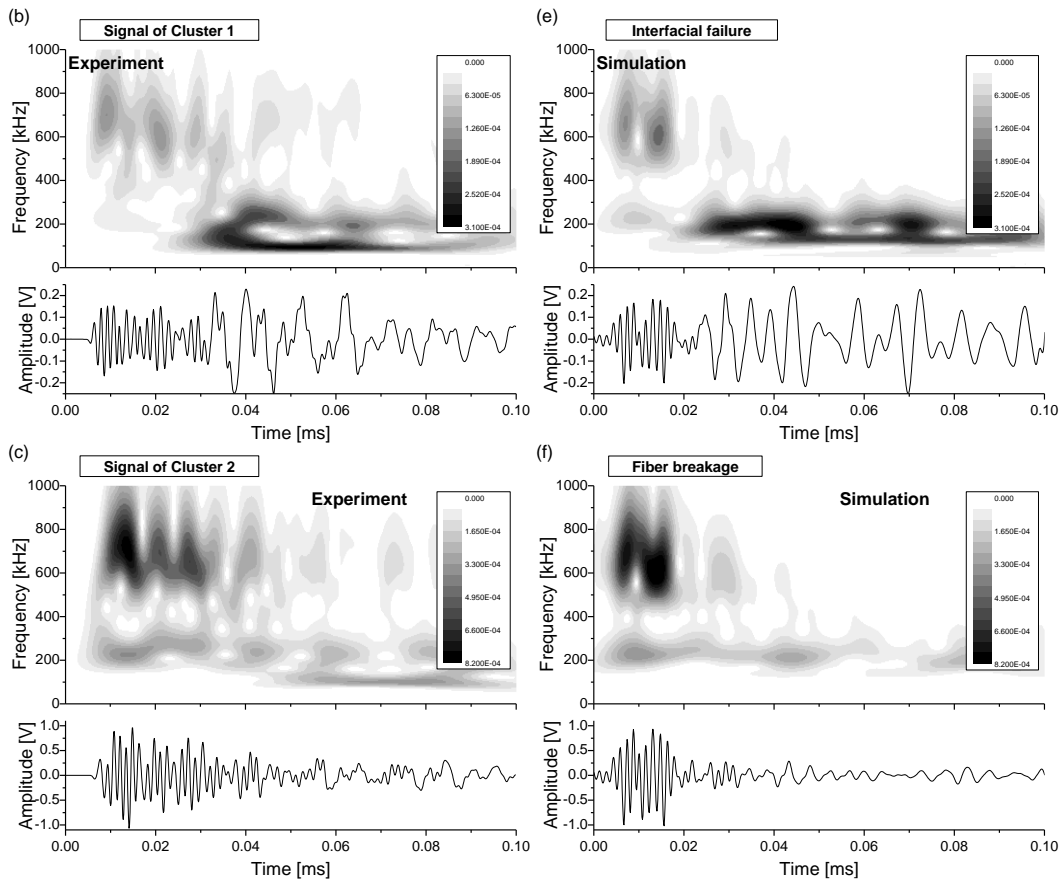 (b)
Signal of Cluster 1
Experiment
1000
800
600
400
200
0
Frequency [kHz]
0.000
6.300E-05
1.260E-04
1.890E-04
2.520E-04
3.100E-04
0.2
0.1
0.0
-0.1
-0.2
Amplitude [V]
0.00 0.02 0.04 0.06 0.08 0.10
Time [ms]
(e)
Interfacial failure
Simulation
1000
800
600
400
200
0
Frequency [kHz]
0.000
6.300E-05
1.260E-04
1.890E-04
2.520E-04
3.100E-04
0.2
0.1
0.0
-0.1
-0.2
Amplitude [V]
0.00 0.02 0.04 0.06 0.08 0.10
Time [ms]
(c)
Signal of Cluster 2
Experiment
1000
800
600
400
200
0
Frequency [kHz]
0.000
1.650E-04
3.300E-04
4.950E-04
6.600E-04
8.200E-04
1.0
0.5
0.0
-0.5
-1.0
Amplitude [V]
0.00 0.02 0.04 0.06 0.08 0.10
Time [ms]
(f)
Fiber breakage
Simulation
1000
800
600
400
200
0
Frequency [kHz]
0.000
1.650E-04
3.300E-04
4.950E-04
6.600E-04
8.200E-04
1.0
0.5
0.0
-0.5
-1.0
Amplitude [V]
0.00 0.02 0.04 0.06 0.08 0.10
Time [ms]